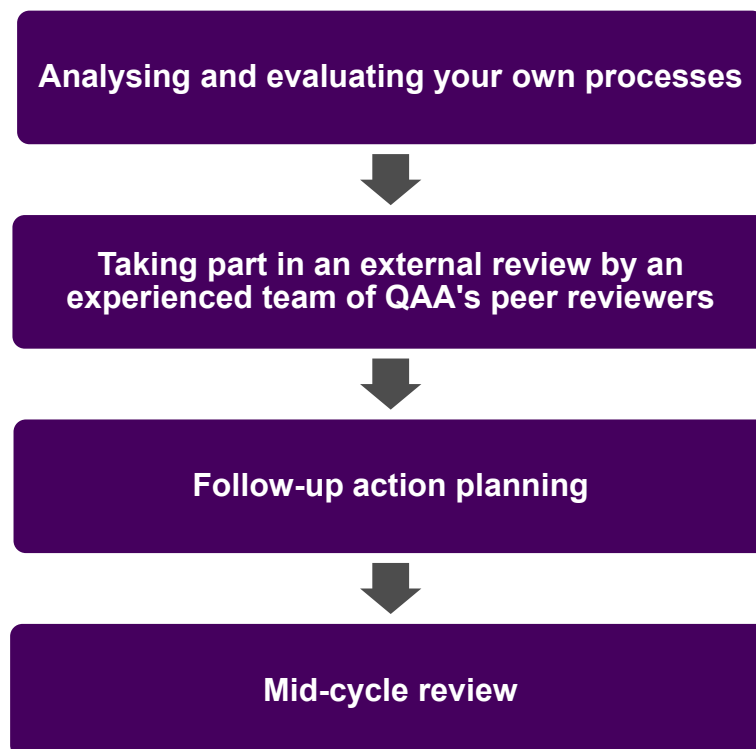 Analysing and evaluating your own processes
Taking part in an external review by an
experienced team of QAA's peer reviewers
Follow-up action planning
Mid-cycle review